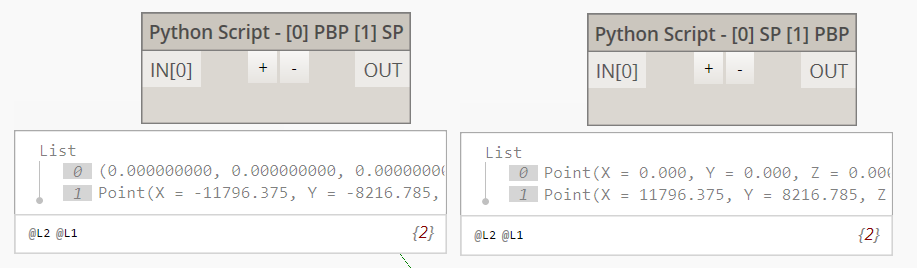 Python Script - [0] PBP [1] SP
IN[0] + - OUT
List
0 (0.000000000, 0.000000000, 0.0000000
1 Point(X = -11796.375, Y = -8216.785,
@L2 @L1 {2}
Python Script - [0] SP [1] PBP
IN[0] + - OUT
List
0 Point(X = 0.000, Y = 0.000, Z = 0.00
1 Point(X = 11796.375, Y = 8216.785, Z
@L2 @L1 {2}